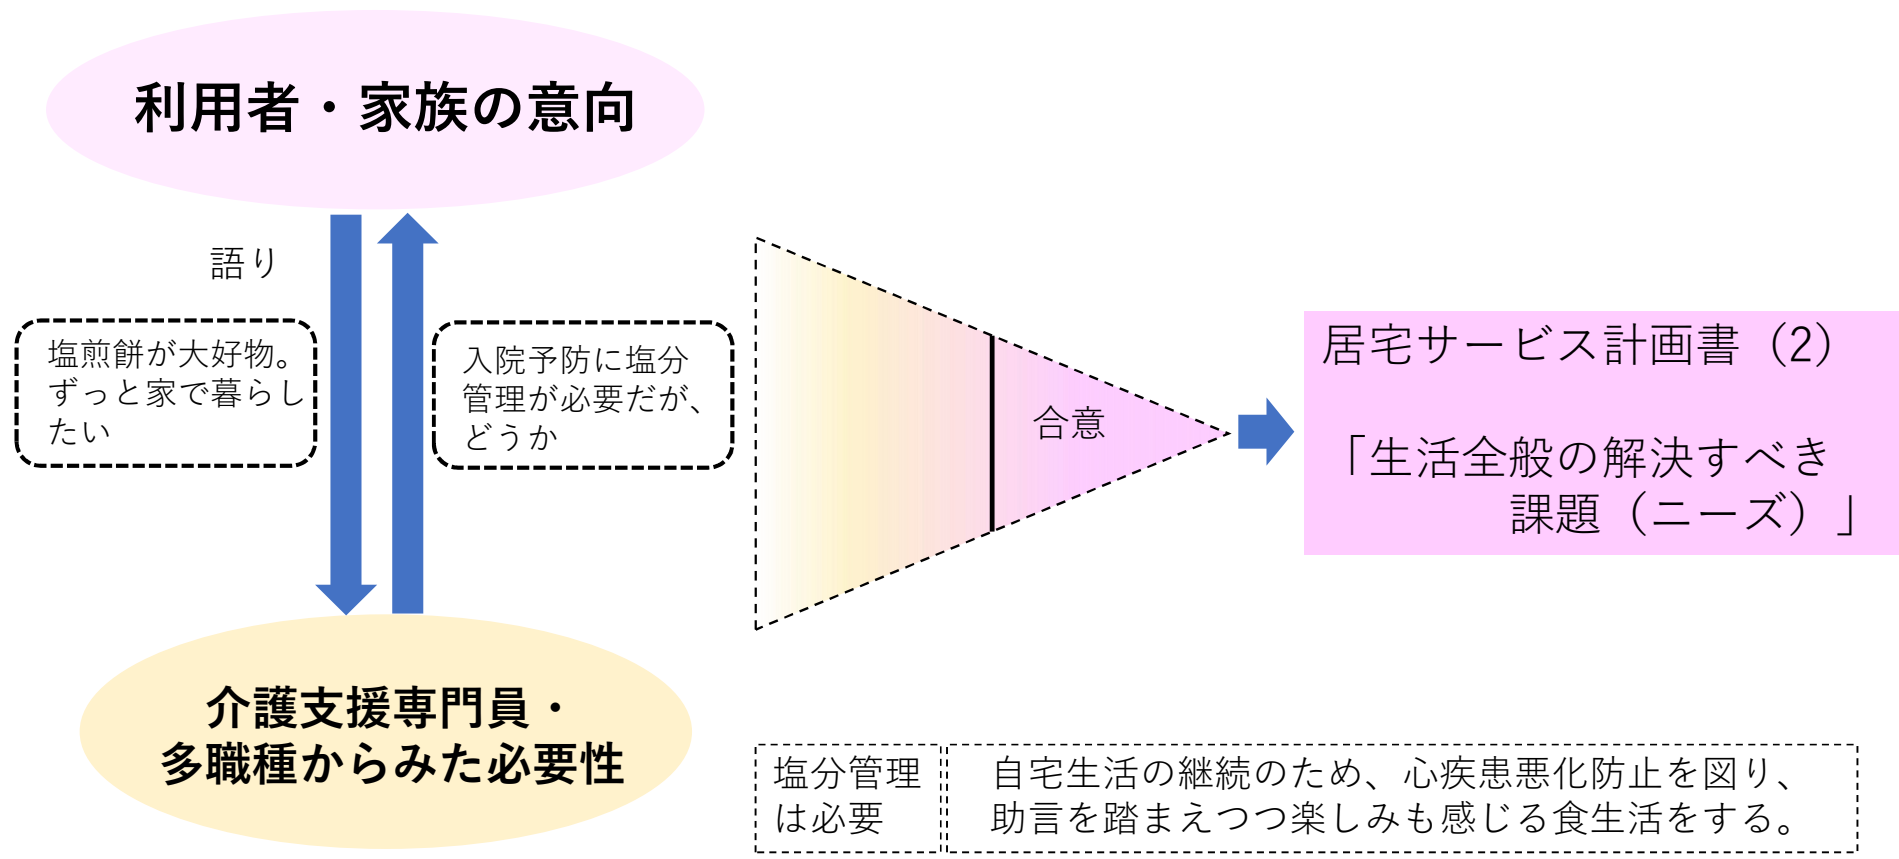 利用者・家族の意向
語り
塩煎餅が大好物。
ずっと家で暮らし
たい
入院予防に塩分
管理が必要だが、
どうか
介護支援専門員・
多職種からみた必要性
合意
居宅サービス計画書（2）
「生活全般の解決すべき
課題（ニーズ）」
塩分管理
は必要
自宅生活の継続のため、心疾患悪化防止を図り、
助言を踏まえつつ楽しみも感じる食生活をする。